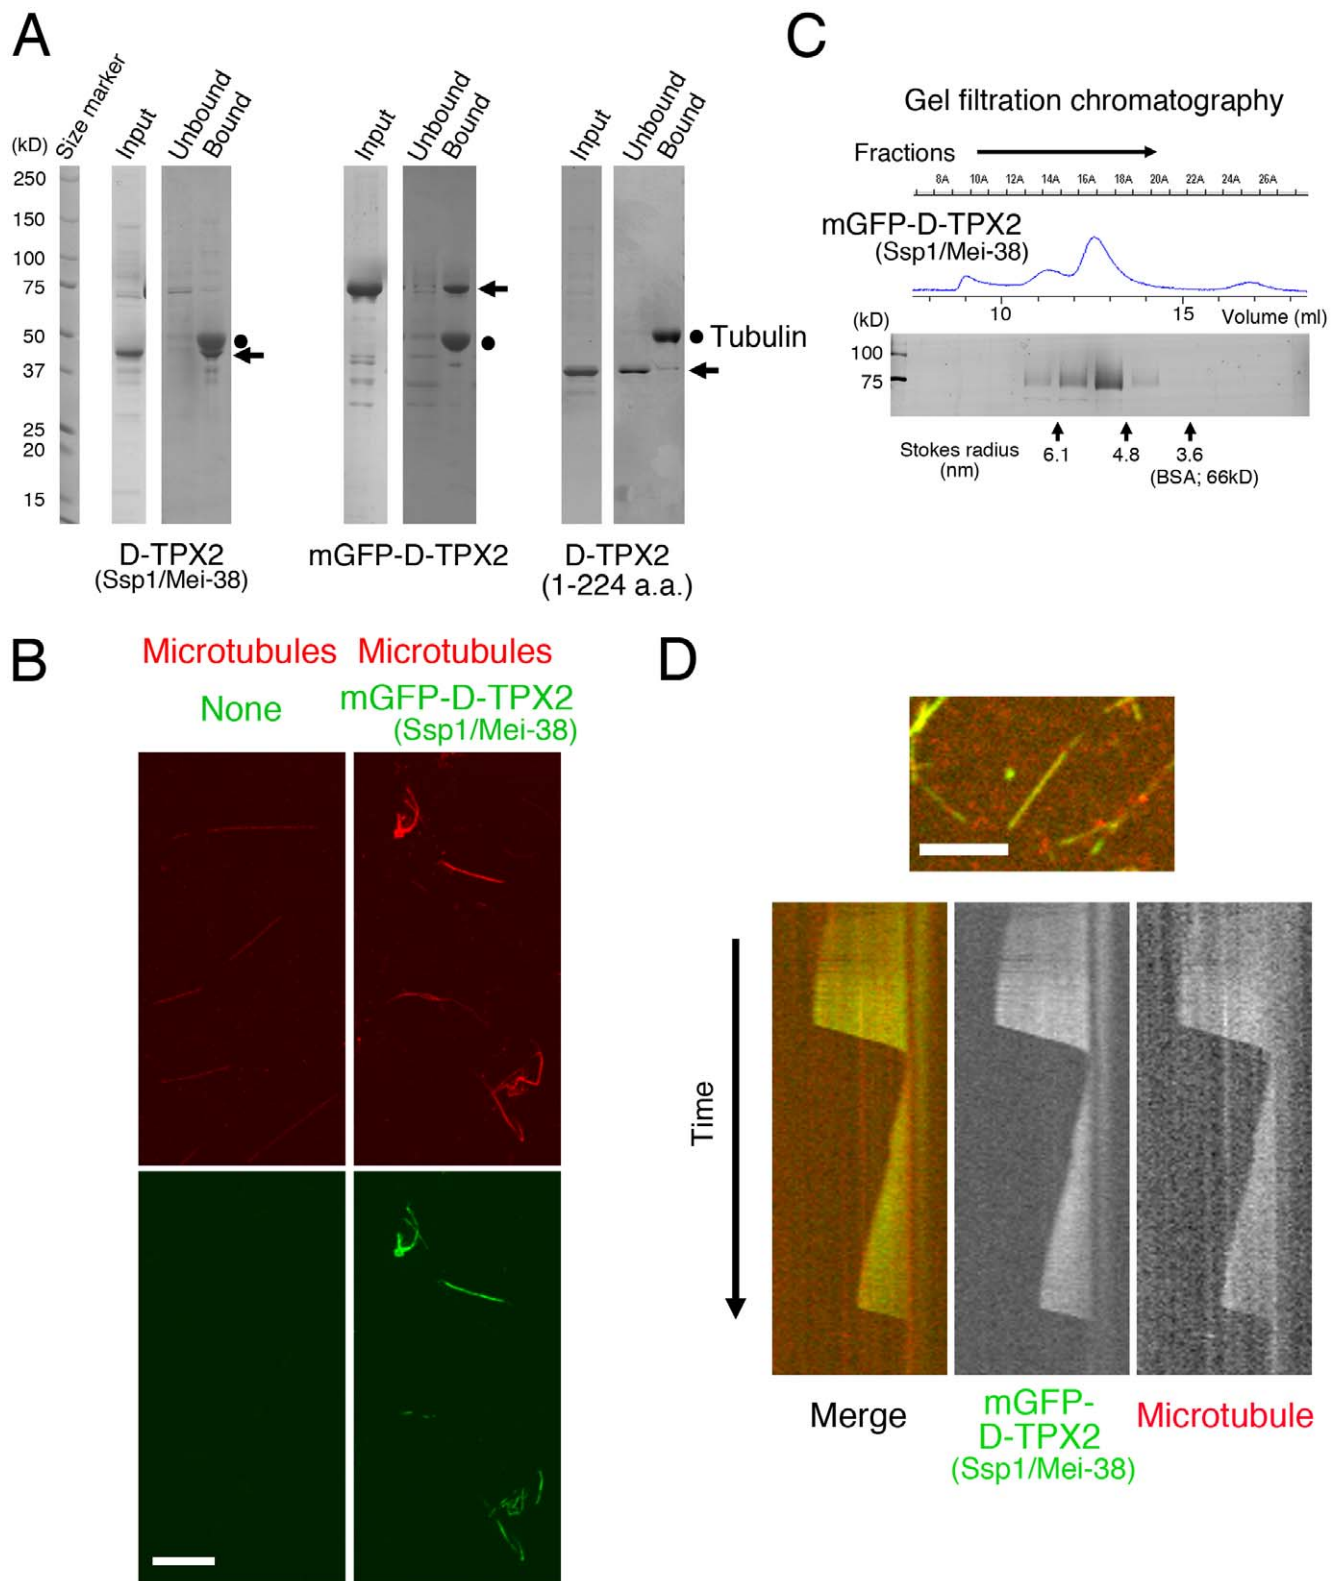 A
(kD)
Size marker
Input
Unbound
Bound
Input
Unbound
Bound
Input
Unbound
Bound
250
150
100
75
50
37
25
20
15
Tubulin
D-TPX2
(Ssp1/Mei-38)
mGFP-D-TPX2
D-TPX2
(1-224 a.a.)
C
Gel filtration chromatography
Fractions
8A 10A 12A 14A 16A 18A 20A 22A 24A 26A
mGFP-D-TPX2
(Ssp1/Mei-38)
10 15 Volume (ml)
(kD)
100
75
Stokes radius
(nm)
6.1 4.8 3.6
(BSA; 66kD)
B
Microtubules Microtubules
None
mGFP-D-TPX2
(Ssp1/Mei-38)
D
Time
Merge
mGFP-
D-TPX2
(Ssp1/Mei-38)
Microtubule